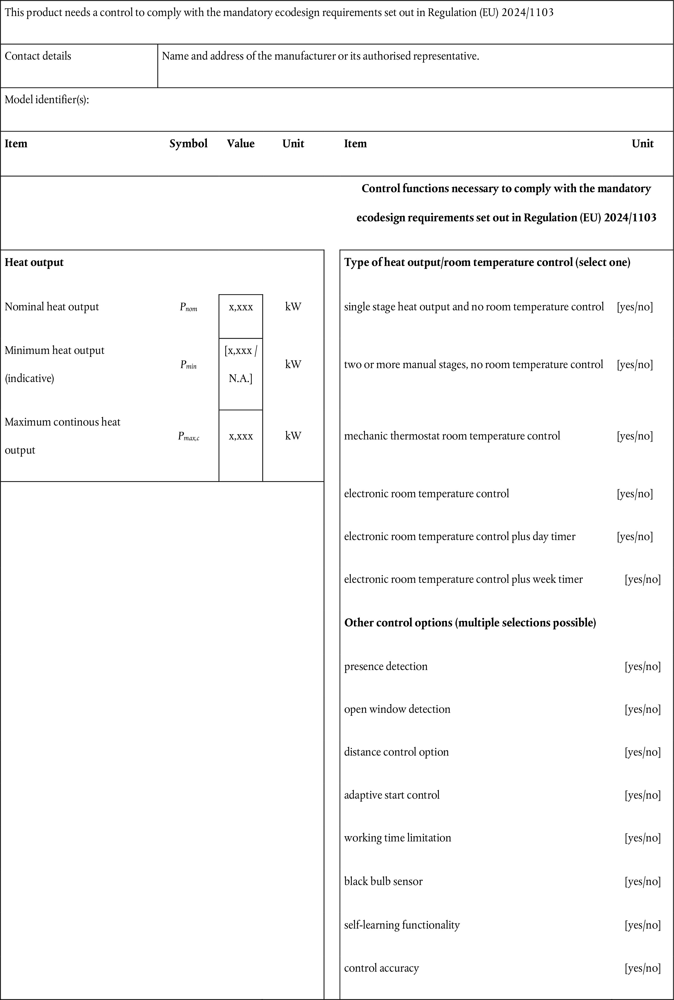 This product needs a control to comply with the mandatory ecodesign requirements set out in Regulation (EU) 2024/1103
Contact details
Name and address of the manufacturer or its authorised representative.
Model identifier(s):
Item Symbol Value Unit Item Unit
Control functions necessary to comply with the mandatory
ecodesign requirements set out in Regulation (EU) 2024/1103
Heat output
Nominal heat output Pnom x,xxx kW
Minimum heat output
(indicative)
Pmin
[x,xxx /
N.A.]
kW
Maximum continous heat
output
Pmax,c x,xxx kW
Type of heat output/room temperature control (select one)
single stage heat output and no room temperature control [yes/no]
two or more manual stages, no room temperature control [yes/no]
mechanic thermostat room temperature control [yes/no]
electronic room temperature control [yes/no]
electronic room temperature control plus day timer [yes/no]
electronic room temperature control plus week timer [yes/no]
Other control options (multiple selections possible)
presence detection [yes/no]
open window detection [yes/no]
distance control option [yes/no]
adaptive start control [yes/no]
working time limitation [yes/no]
black bulb sensor [yes/no]
self-learning functionality [yes/no]
control accuracy [yes/no]